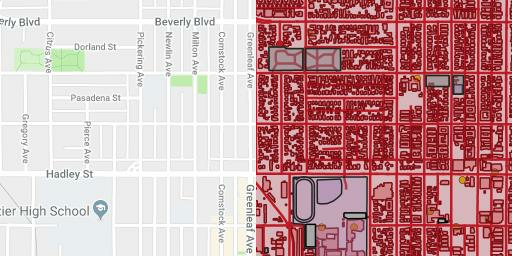 erly Blvd
Beverly Blvd
Citrus Ave
Dorland St
Pickering Ave
Newlin Ave
Milton Ave
Comstock Ave
Greenleaf Ave
Pasadena St
Gregory Ave
Pierce Ave
Hadley St
tier High School
Comstock Ave
Greenleaf Ave